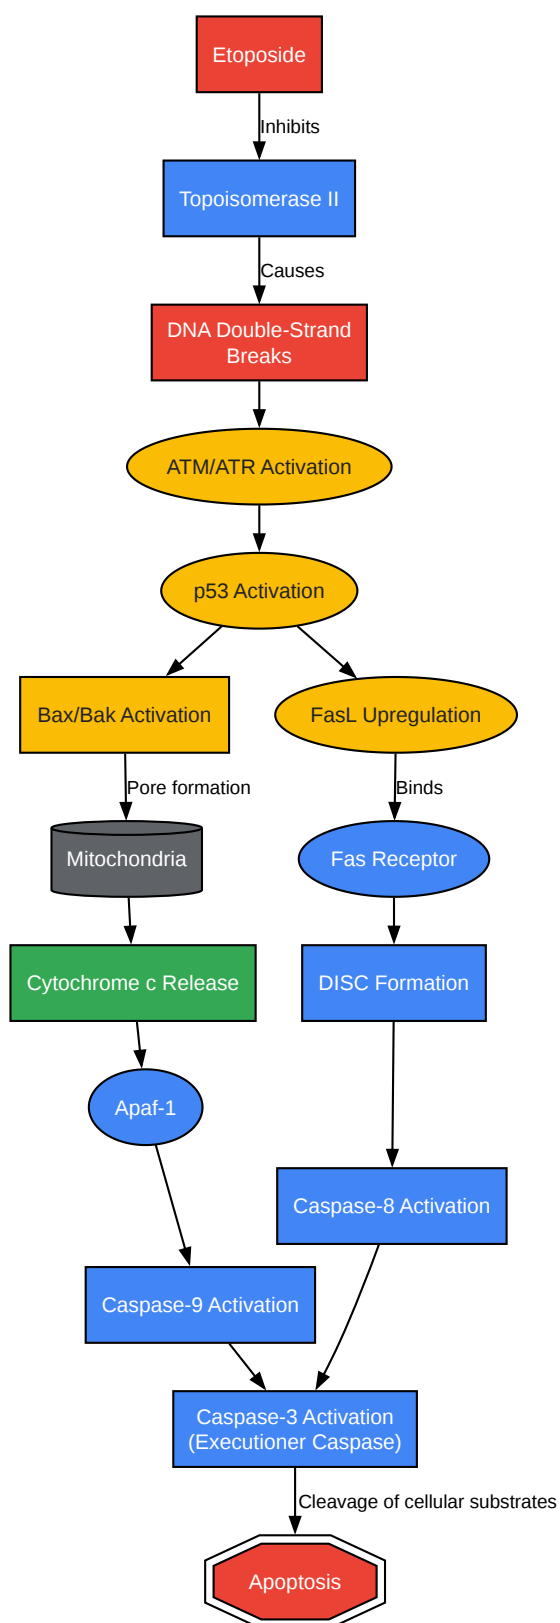 Etoposide
Inhibits
Topoisomerase II
Causes
DNA Double-Strand
Breaks
ATM/ATR Activation
p53 Activation
Bax/Bak Activation
FasL Upregulation
Pore formation
Binds
Mitochondria
Fas Receptor
Cytochrome c Release
DISC Formation
Apaf-1
Caspase-8 Activation
Caspase-9 Activation
Caspase-3 Activation
(Executioner Caspase)
Cleavage of cellular substrates
Apoptosis